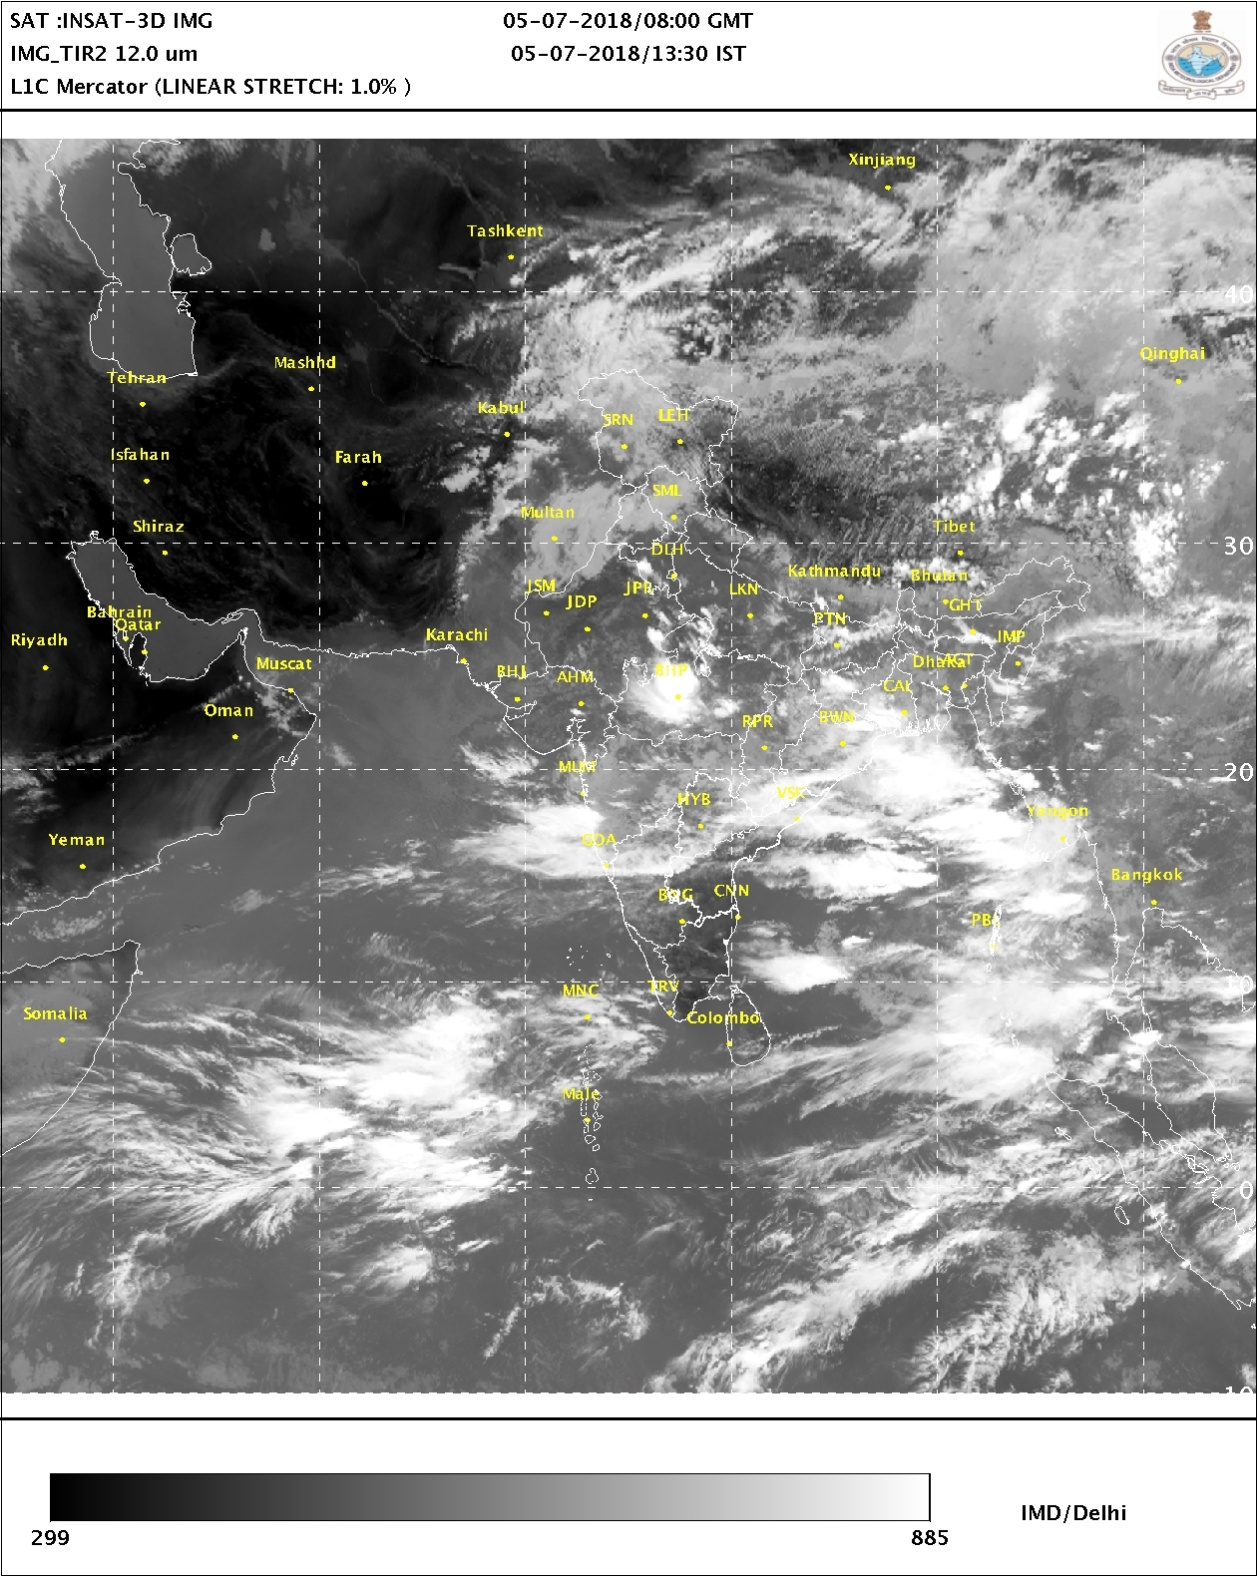 SAT :INSAT-3D IMG
05-07-2018/08:00 GMT
IMG_TIR2 12.0 um
05-07-2018/13:30 IST
L1C Mercator (LINEAR STRETCH: 1.0% )
Xinjiang
Tashkent
40
Qinghai
Mashhd
Tehran
Kabul
LEH
SRN
Isfahan
Farah
SML
Multan
Shiraz
Tibet
30
DLH
Kathmandu
Bhutan
JSM
JPR
LKN
JDP
GHT
Bahrain
PTN
Qatar
Karachi
IMP
Riyadh
Muscat
Dhaka
AGT
BHJ
BHP
AHM
CAL
Oman
RPR
BWN
MUM
20
VSK
HYB
Yangon
Yeman
GOA
Bangkok
BNG
CNN
PBL
10
MNC
TRV
Somalia
Colombo
Male
0
10
299
885
IMD/Delhi